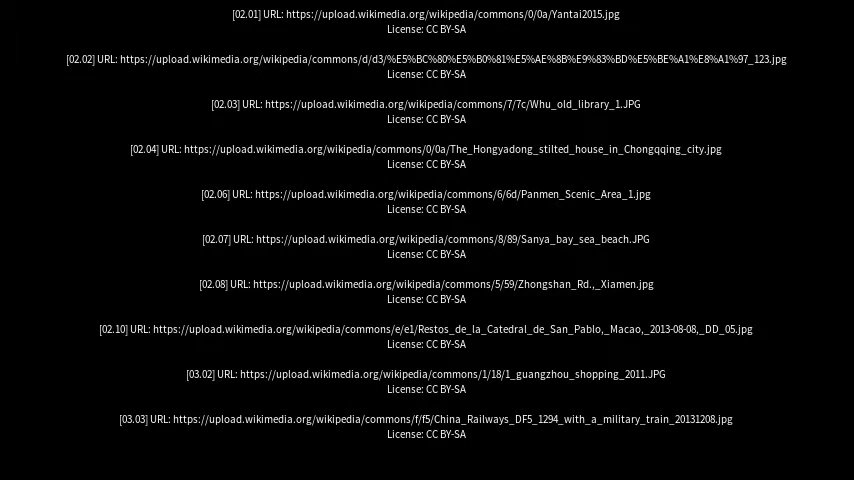 [02.01] URL: https://upload.wikimedia.org/wikipedia/commons/0/0a/Yantai2015.jpg
License: CC BY-SA
[02.02] URL: https://upload.wikimedia.org/wikipedia/commons/d/d3/%E5%BC%80%E5%B0%81%E5%AE%8B%E9%83%BD%E5%BE%A1%E8%A1%97_123.jpg
License: CC BY-SA
[02.03] URL: https://upload.wikimedia.org/wikipedia/commons/7/7c/Whu_old_library_1.JPG
License: CC BY-SA
[02.04] URL: https://upload.wikimedia.org/wikipedia/commons/0/0a/The_Hongyadong_stilted_house_in_Chongqqing_city.jpg
License: CC BY-SA
[02.06] URL: https://upload.wikimedia.org/wikipedia/commons/6/6d/Panmen_Scenic_Area_1.jpg
License: CC BY-SA
[02.07] URL: https://upload.wikimedia.org/wikipedia/commons/8/89/Sanya_bay_sea_beach.JPG
License: CC BY-SA
[02.08] URL: https://upload.wikimedia.org/wikipedia/commons/5/59/Zhongshan_Rd.,_Xiamen.jpg
License: CC BY-SA
[02.10] URL: https://upload.wikimedia.org/wikipedia/commons/e/e1/Restos_de_la_Catedral_de_San_Pablo,_Macao,_2013-08-08,_DD_05.jpg
License: CC BY-SA
[03.02] URL: https://upload.wikimedia.org/wikipedia/commons/1/18/1_guangzhou_shopping_2011.JPG
License: CC BY-SA
[03.03] URL: https://upload.wikimedia.org/wikipedia/commons/f/f5/China_Railways_DF5_1294_with_a_military_train_20131208.jpg
License: CC BY-SA